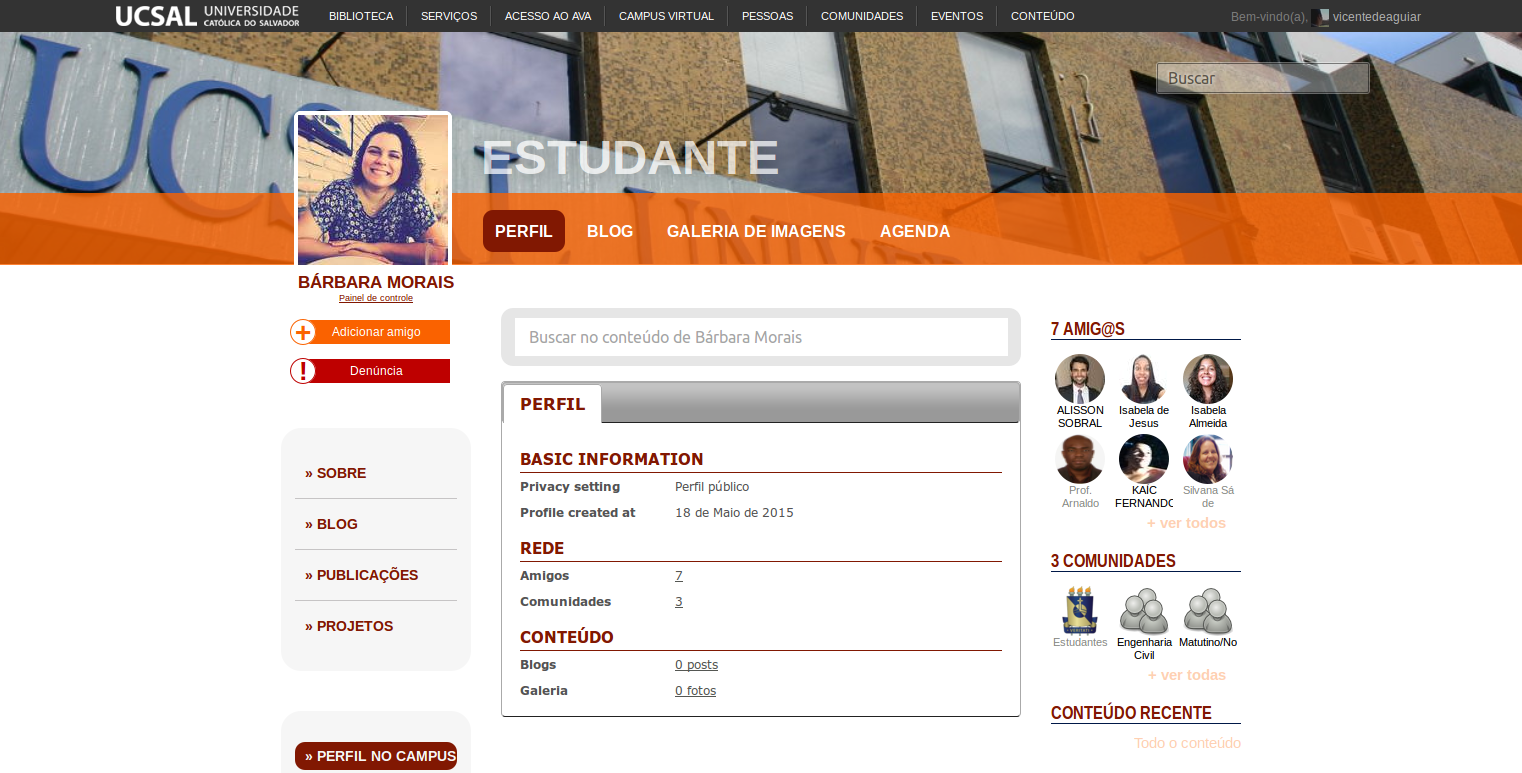 UCSAL UNIVERSIDADE CATÓLICA DO SALVADOR
BIBLIOTECA SERVIÇOS ACESSO AO AVA CAMPUS VIRTUAL PESSOAS COMUNIDADES EVENTOS CONTEÚDO
Bem-vindo(a), vicentedeaguiar
Buscar
ESTUDANTE
PERFIL BLOG GALERIA DE IMAGENS AGENDA
BÁRBARA MORAIS
Painel de controle
Adicionar amigo
Denúncia
» SOBRE
» BLOG
» PUBLICAÇÕES
» PROJETOS
» PERFIL NO CAMPUS
Buscar no conteúdo de Bárbara Morais
PERFIL
BASIC INFORMATION
Privacy setting Perfil público
Profile created at 18 de Maio de 2015
REDE
Amigos 7
Comunidades 3
CONTEÚDO
Blogs 0 posts
Galeria 0 fotos
7 AMIG@S
ALISSON SOBRAL
Isabela de Jesus
Isabela Almeida
Prof. Arnaldo
KAÍC FERNANDO
Silvana Sá de
+ ver todos
3 COMUNIDADES
Estudantes
Engenharia Civil
Matutino/No
+ ver todas
CONTEÚDO RECENTE
Todo o conteúdo